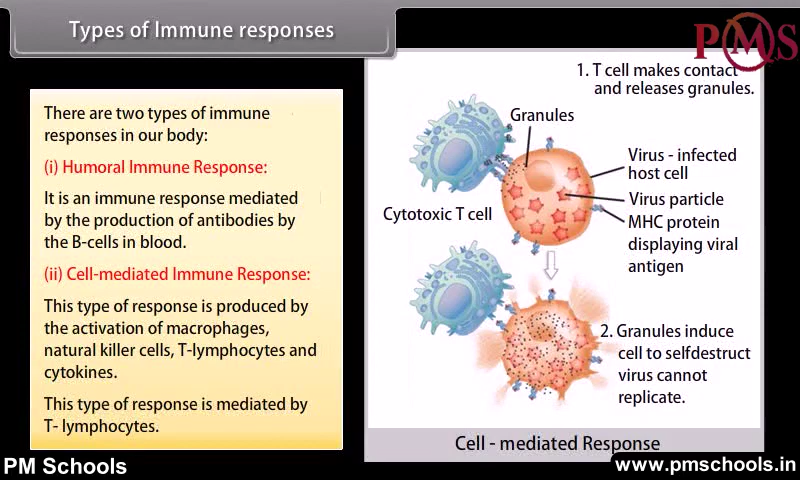 Types of Immune responses
PMS
There are two types of immune
responses in our body:
(i) Humoral Immune Response:
It is an immune response mediated
by the production of antibodies by
the B-cells in blood.
(ii) Cell-mediated Immune Response:
This type of response is produced by
the activation of macrophages,
natural killer cells, T-lymphocytes and
cytokines.
This type of response is mediated by
T- lymphocytes.
1. T cell makes contact
and releases granules.
Granules
Virus - infected
host cell
Virus particle
Cytotoxic T cell
MHC protein
displaying viral
antigen
2. Granules induce
cell to selfdestruct
virus cannot
replicate.
Cell - mediated Response
PM Schools
www.pmschools.in